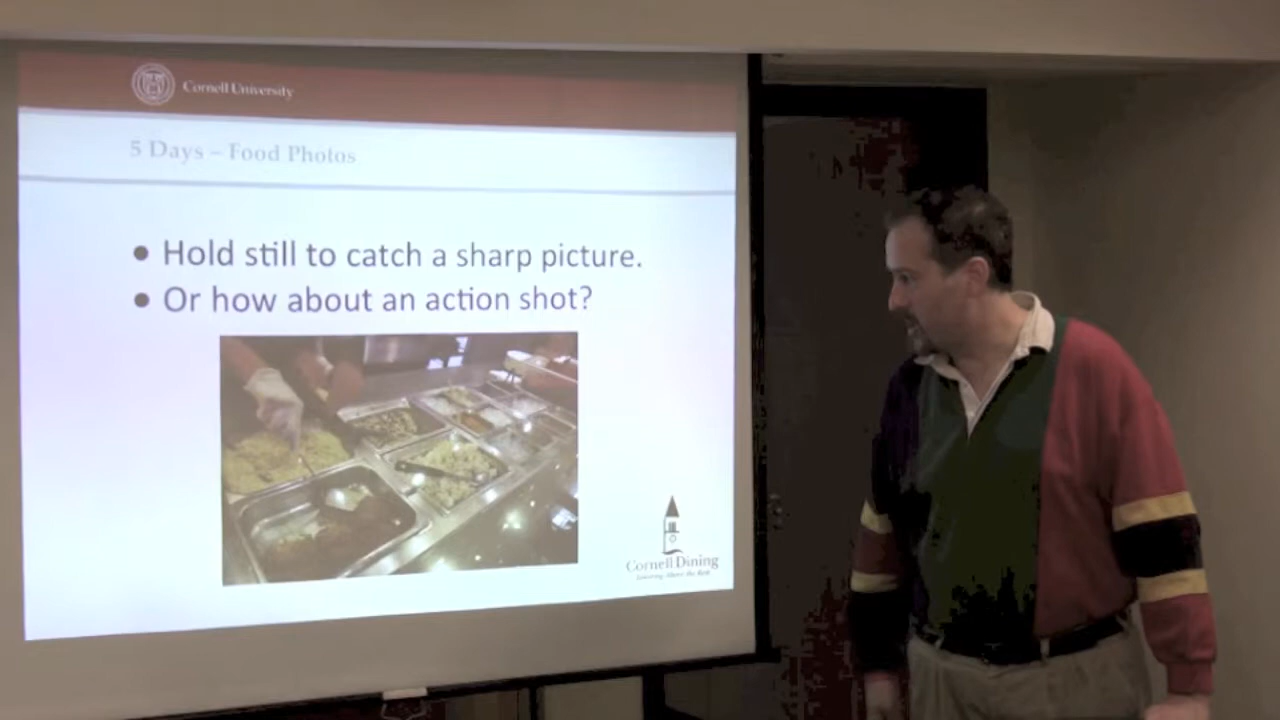 Cornell University
5 Days – Food Photos
• Hold still to catch a sharp picture.
• Or how about an action shot?
Cornell Dining